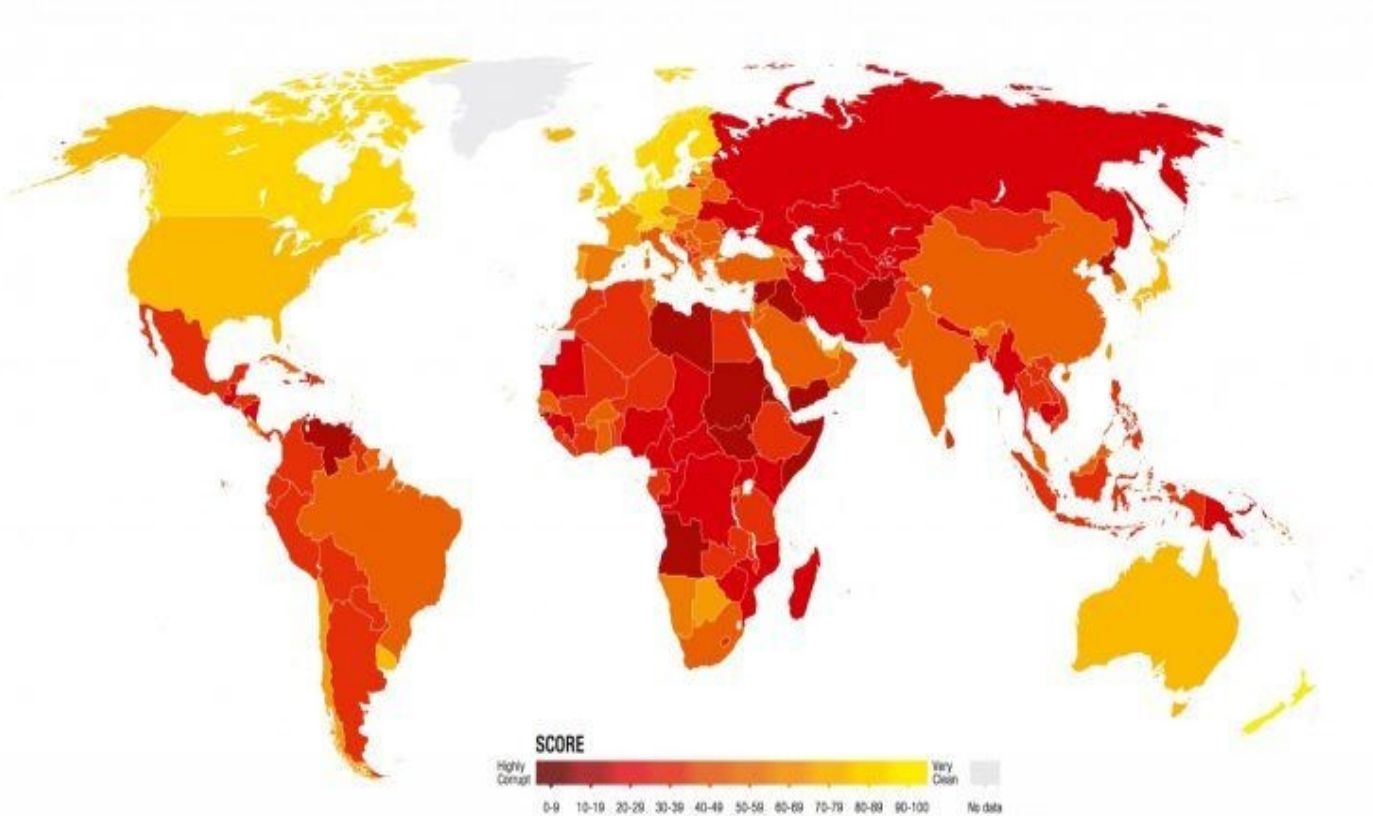 SCORE
Highly
Corrupt
Very
Clean
0-9 10-19 20-29 30-39 40-49 50-59 60-69 70-79 80-89 90-100 No data